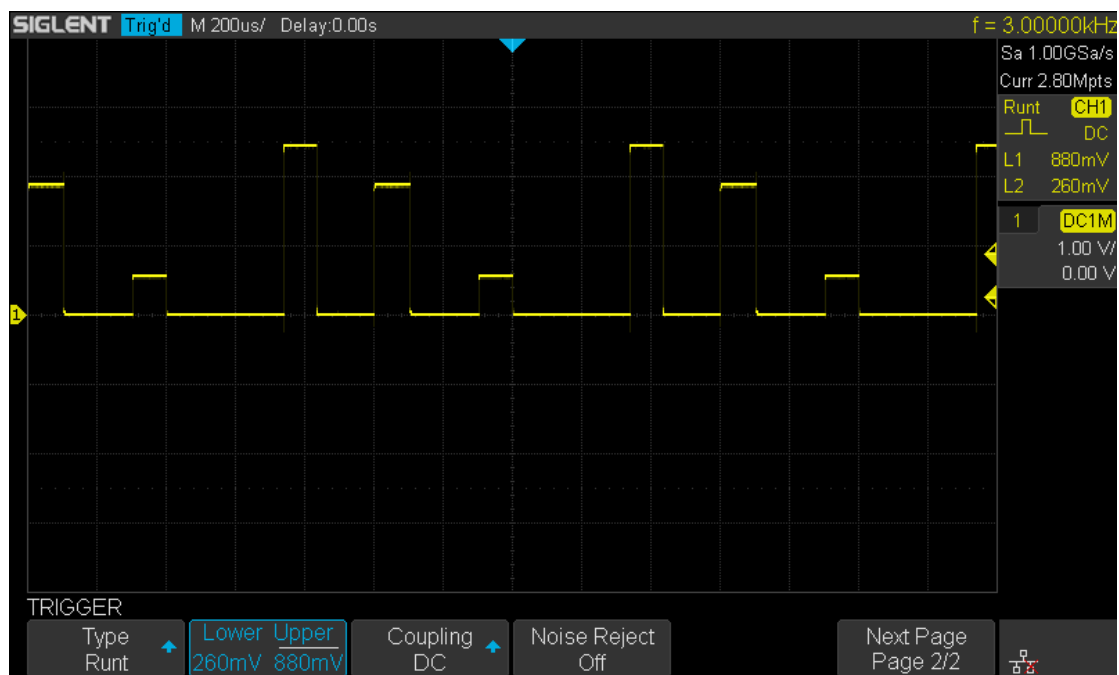 SIGLENT Trig'd M 200us/ Delay:0.00s f = 3.00000kHz
Sa 1.00GSa/s
Curr 2.80Mpts
Runt CH1
DC
L1 880mV
L2 260mV
1 DC1M
1.00 V/
0.00 V
1
TRIGGER
Type Lower Upper Coupling Noise Reject Next Page
Runt 260mV 880mV DC Off Page 2/2